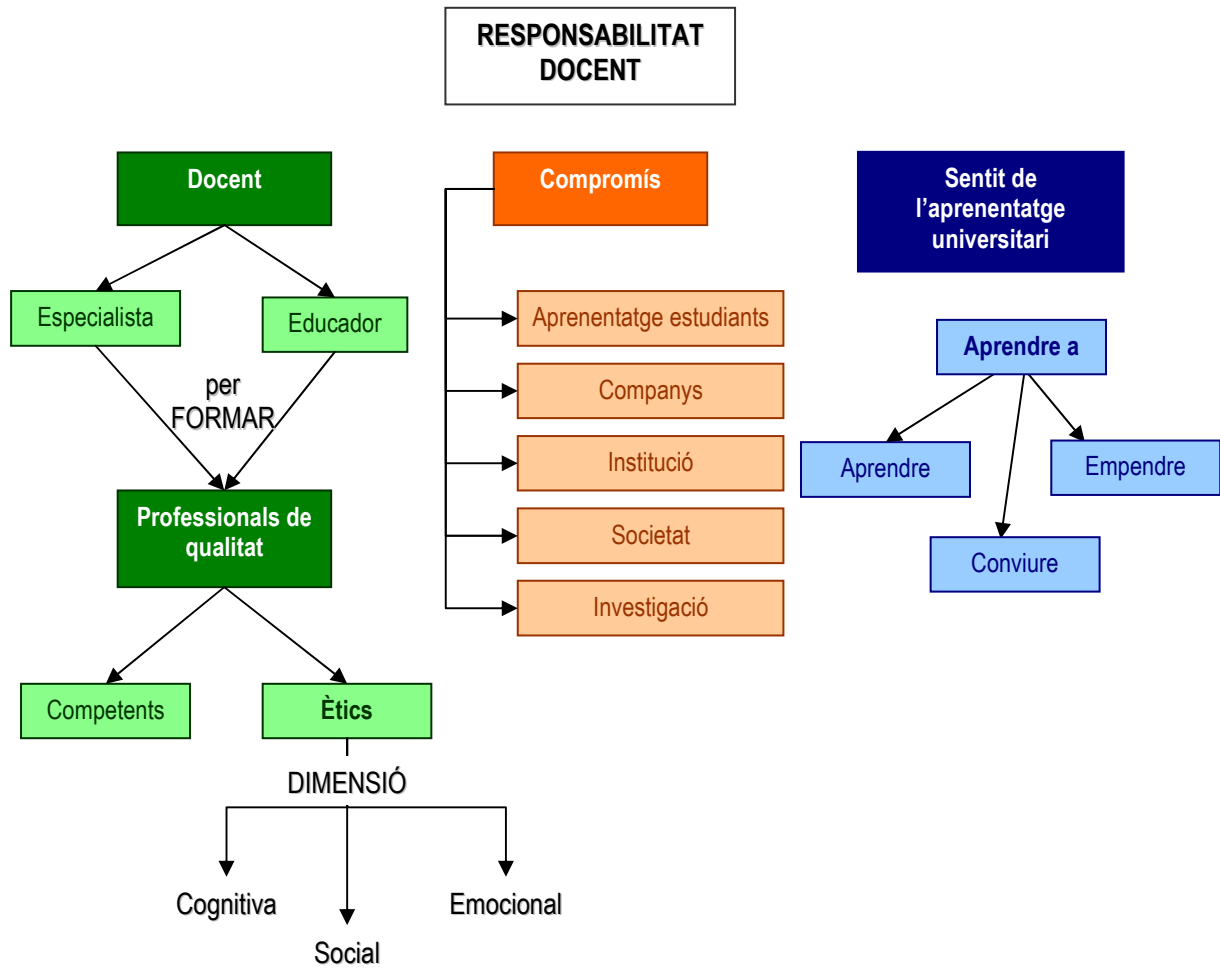 RESPONSABILITAT
DOCENT
Docent
Especialista
Educador
per
FORMAR
Professionals de
qualitat
Competents
Ètics
DIMENSIÓ
Cognitiva
Social
Emocional
Compromís
Aprenentatge estudiants
Companys
Institució
Societat
Investigació
Sentit de
l’aprenentatge
universitari
Aprendre a
Aprendre
Empendre
Conviure